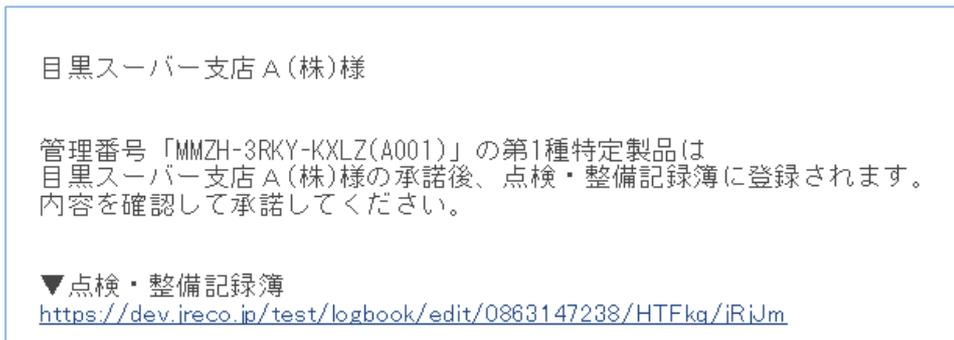 目黒スーパー支店Ａ(株)様
管理番号「MMZH-3RKY-KXLZ(A001)」の第1種特定製品は
目黒スーパー支店Ａ(株)様の承諾後、点検・整備記録簿に登録されます。
内容を確認して承諾してください。
▼点検・整備記録簿
https://dev.jreco.jp/test/logbook/edit/0863147238/HTFkq/jRjJm